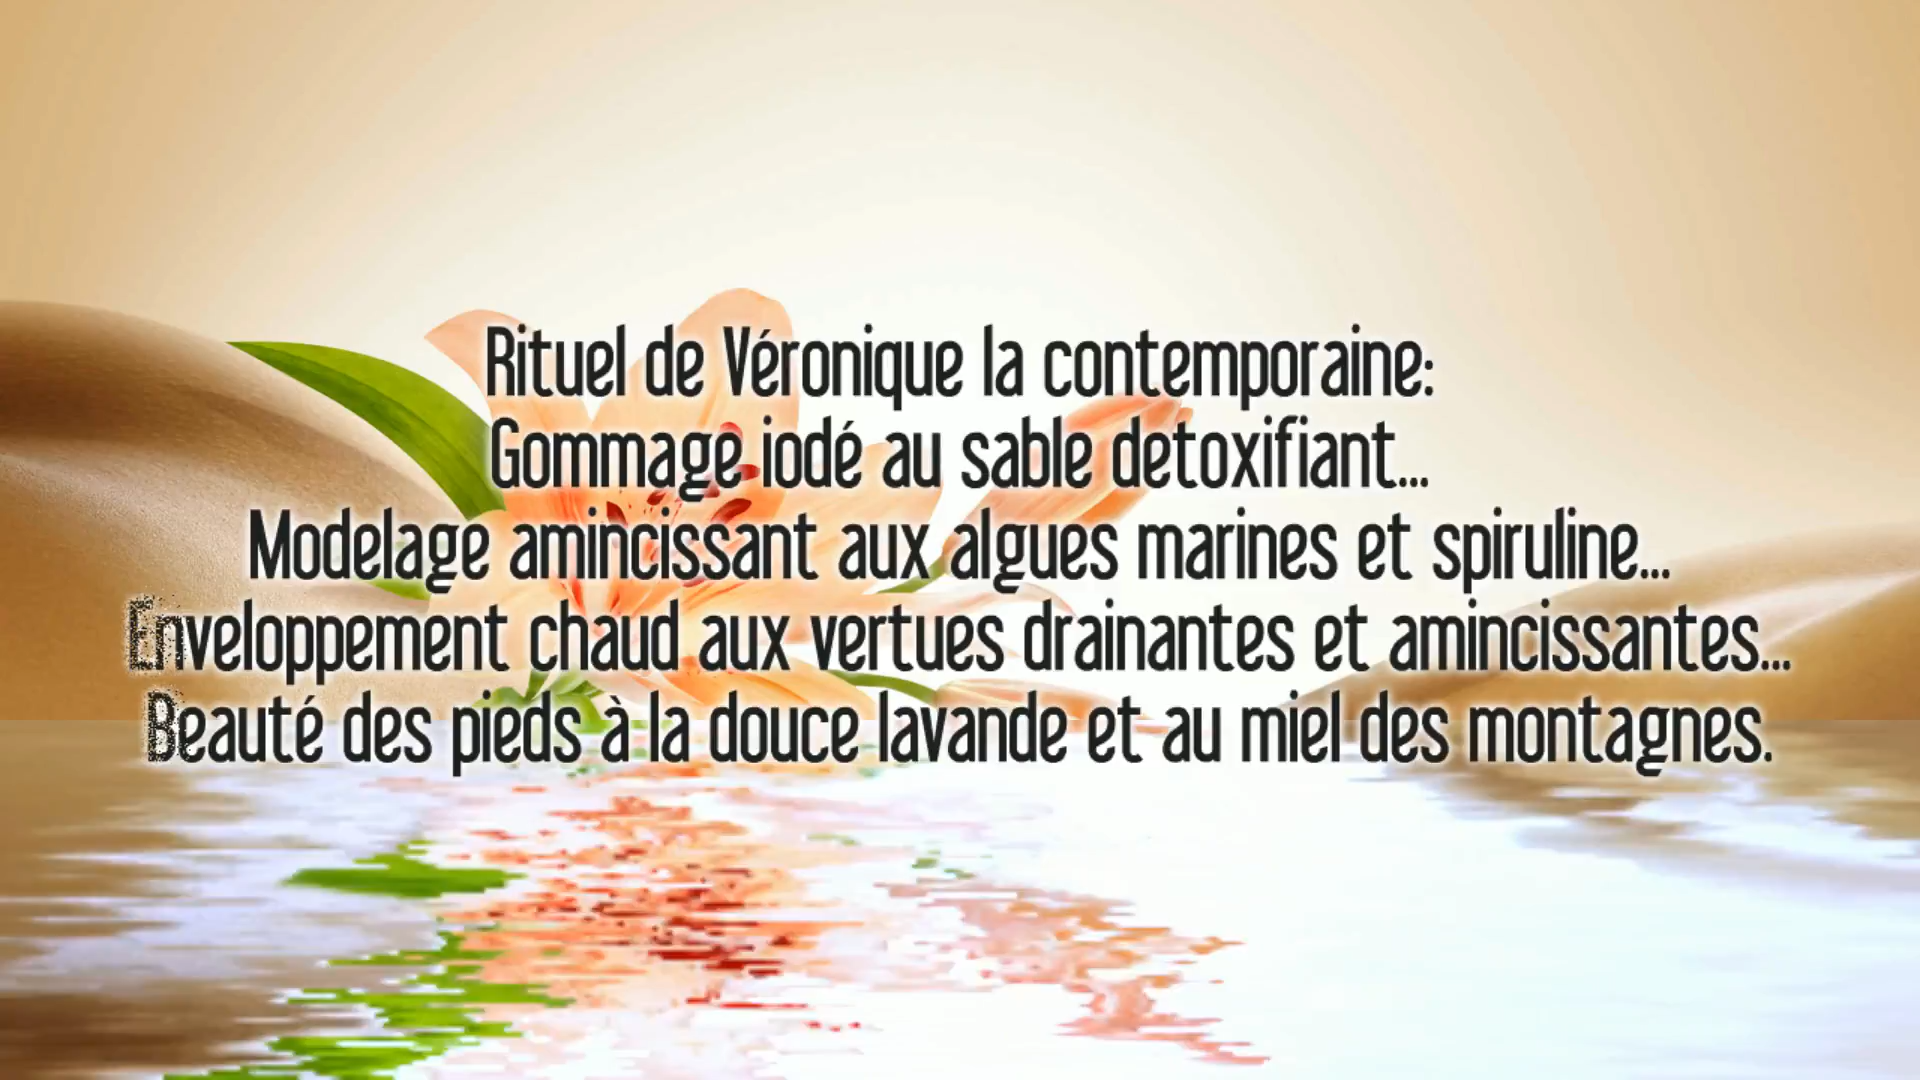 Rituel de Véronique la contemporaine:
Gommage iodé au sable detoxifiant...
Modelage amincissant aux algues marines et spiruline...
Enveloppement chaud aux vertues drainantes et amincissantes...
Beauté des pieds à la douce lavande et au miel des montagnes.